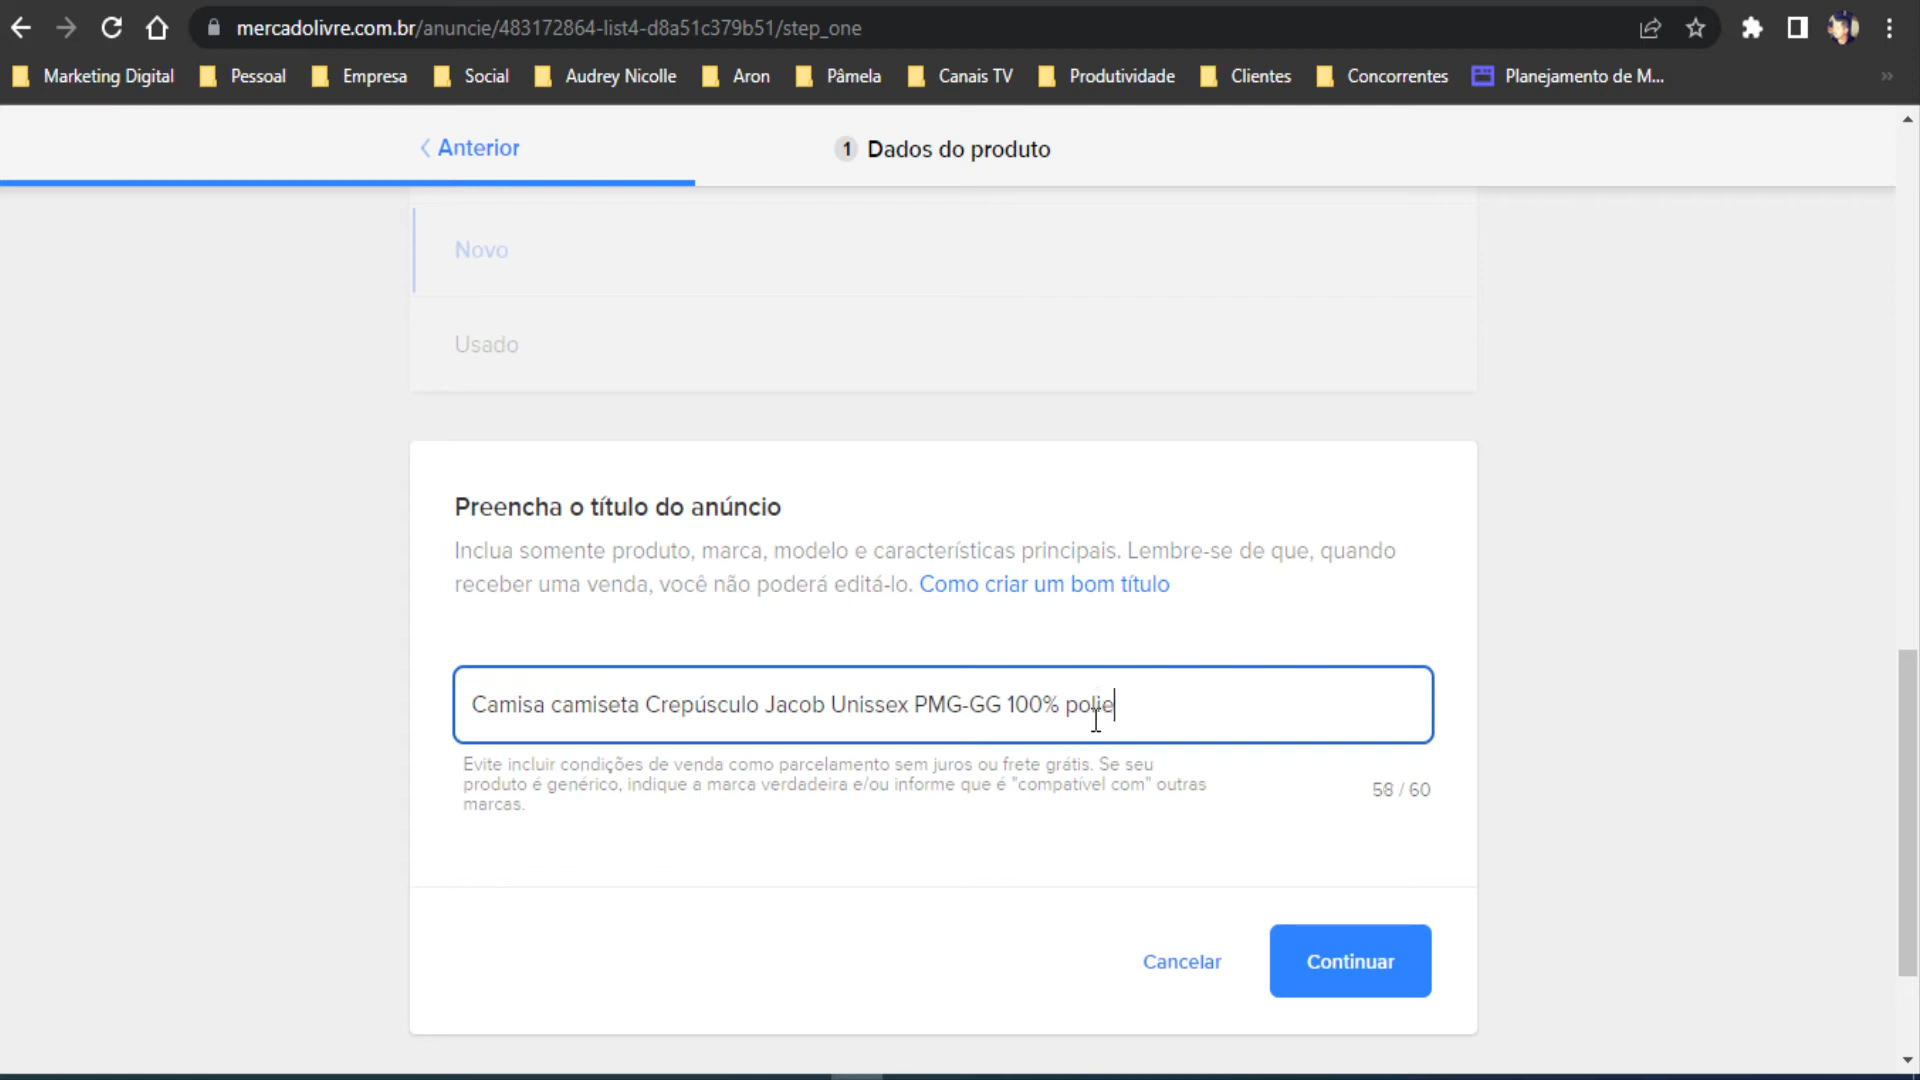 mercadolivre.com.br/anuncie/483172864-list4-d8a51c379b51/step_one
Marketing Digital Pessoal Empresa Social Audrey Nicolle Aron Pâmela Canais TV Produtividade Clientes Concorrentes Planejamento de M... »
Anterior
1 Dados do produto
Novo
Usado
Preencha o título do anúncio
Inclua somente produto, marca, modelo e características principais. Lembre-se de que, quando
receber uma venda, você não poderá editá-lo. Como criar um bom título
Camisa camiseta Crepúsculo Jacob Unissex PMG-GG 100% polie
Evite incluir condições de venda como parcelamento sem juros ou frete grátis. Se seu
produto é genérico, indique a marca verdadeira e/ou informe que é "compatível com" outras
marcas.
58 / 60
Cancelar
Continuar